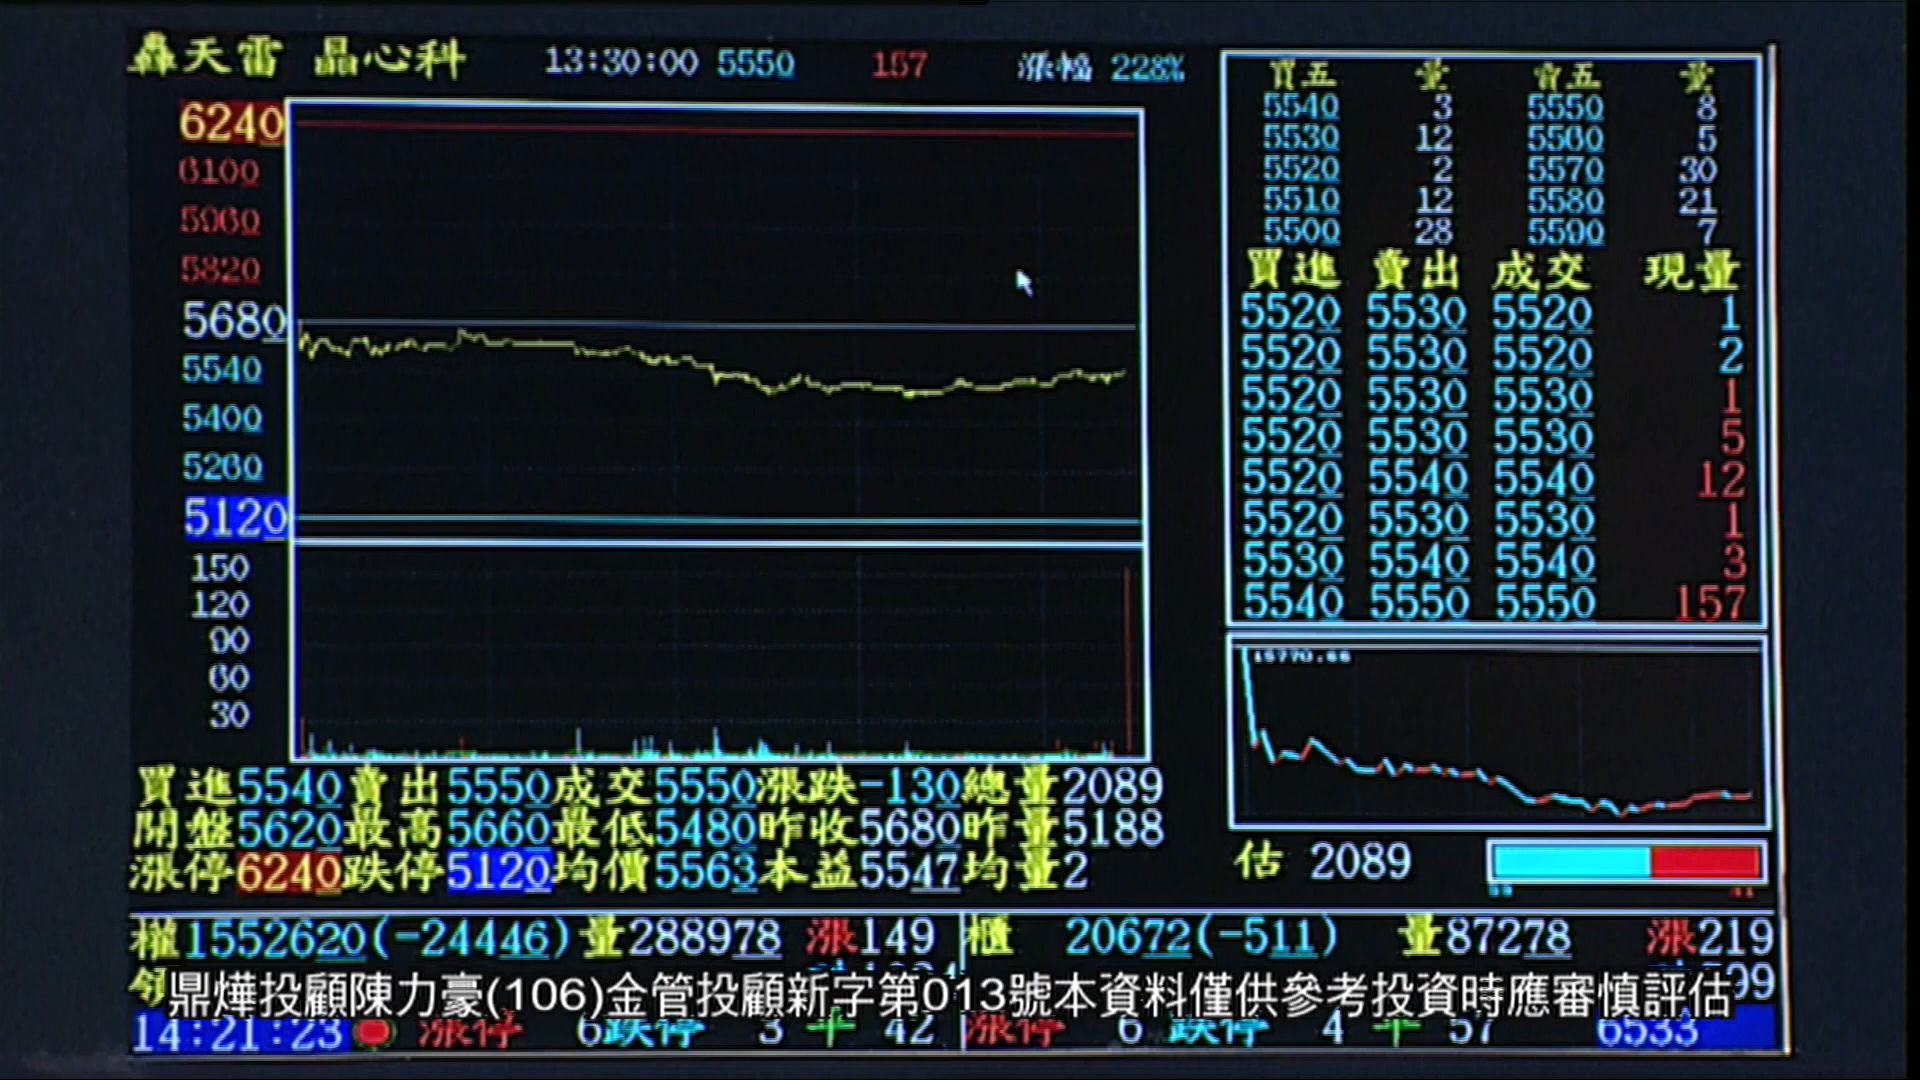 轟天雷 晶心科 13:30:00 5550 157 漲幅 228%
6240
6100
5960
5820
5680
5540
5400
5260
5120
150
120
90
60
30
買五 量 賣五 量
5540 3 5550 8
5530 12 5560 5
5520 2 5570 30
5510 12 5580 21
5500 28 5590 7
買進 賣出 成交 現量
5520 5530 5520 1
5520 5530 5520 2
5520 5530 5530 1
5520 5530 5530 5
5520 5540 5540 12
5520 5530 5530 1
5530 5540 5540 3
5540 5550 5550 157
15770.66
估 2089
買進5540賣出5550成交5550漲跌-130總量2089
開盤5620最高5660最低5480昨收5680昨量5188
漲停6240跌停5120均價5563本益5547均量2
權1552620(-24446)量288978 漲149 櫃 20672(-511) 量87278 漲219
鼎燁投顧陳力豪(106)金管投顧新字第013號本資料僅供參考投資時應審慎評估
14:21:23 漲停 6跌停 3 平 42 漲停 6 跌停 4 平 57 6533